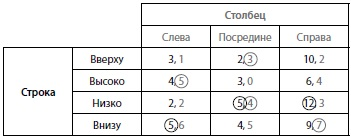 Столбец
Слева Посредине Справа
Строка
Вверху 3, 1 2, 3 10, 2
Высоко 4, 5 3, 0 6, 4
Низко 2, 2 5, 4 12, 3
Внизу 5, 6 4, 5 9, 7